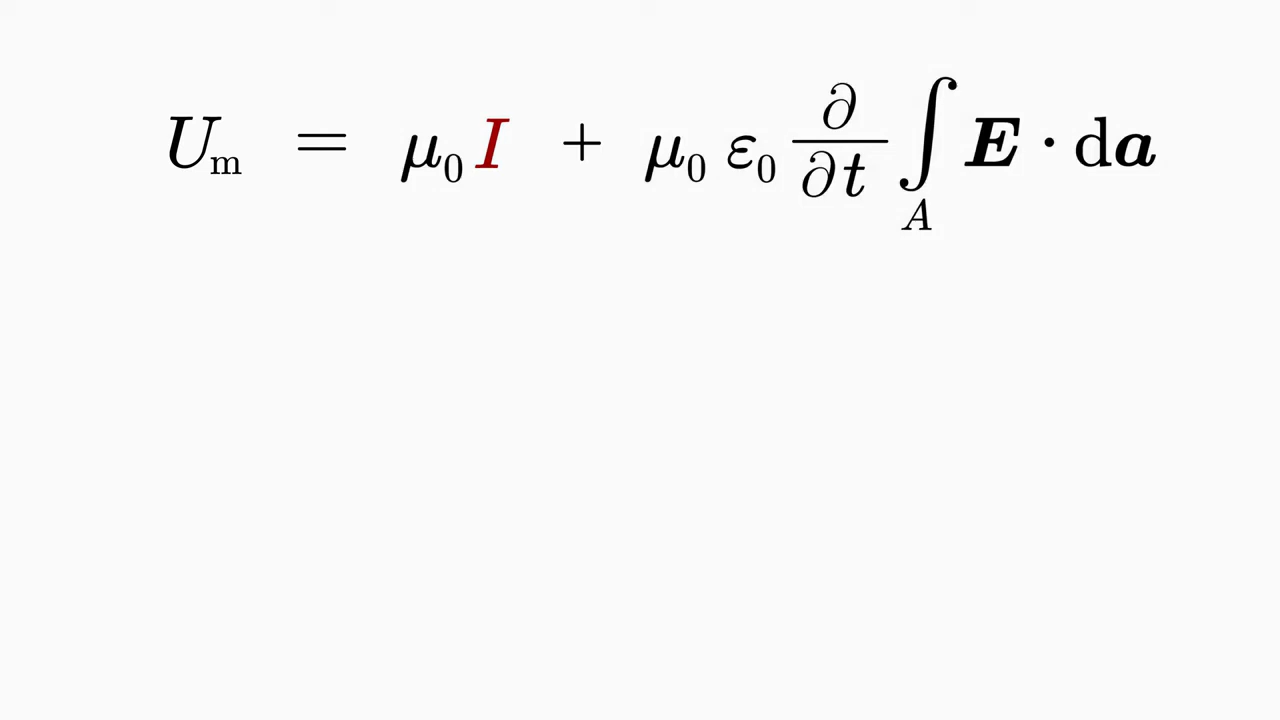 U_m = μ_0 I + μ_0 ε_0 ∂/∂t ∫_A E · da